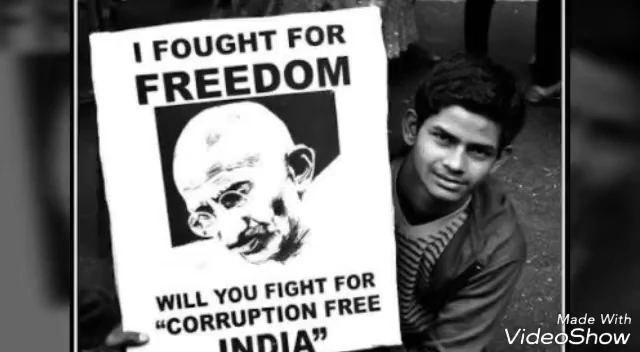 I FOUGHT FOR
FREEDOM
WILL YOU FIGHT FOR
“CORRUPTION FREE
INDIA”
Made With
VideoShow